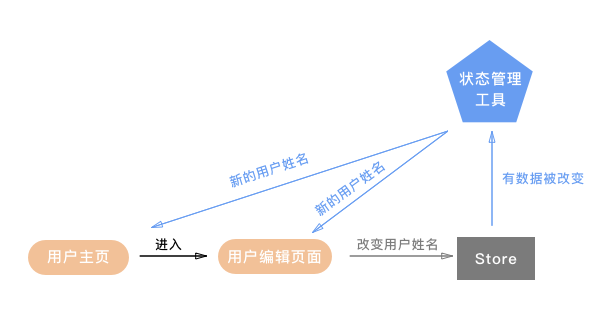 状态管理
工具
新的用户姓名
新的用户姓名
有数据被改变
用户主页
进入
用户编辑页面
改变用户姓名
Store